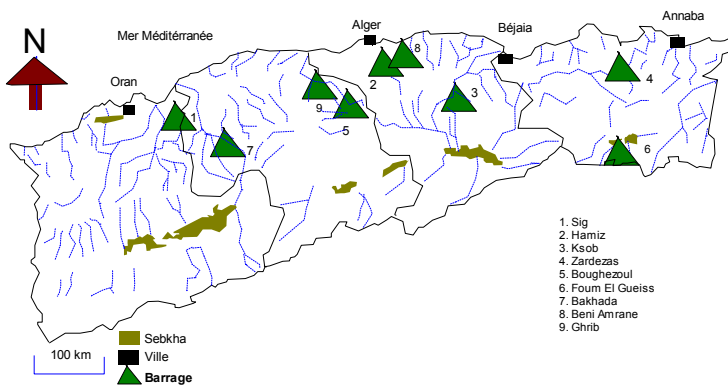 N
Mer Méditérranée
Alger
Béjaia
Annaba
Oran
8
2
4
9
3
1
5
7
6
1. Sig
2. Hamiz
3. Ksob
4. Zardezas
5. Boughezoul
6. Foum El Gueiss
7. Bakhada
8. Beni Amrane
9. Ghrib
Sebkha
Ville
Barrage
100 km